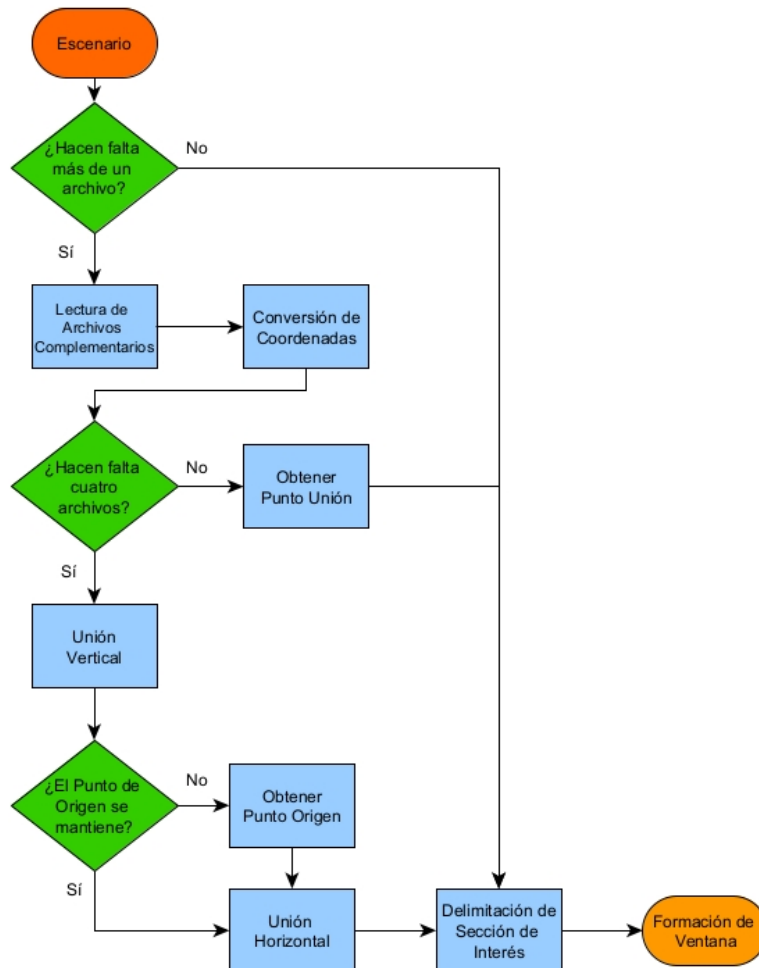 Escenario
¿Hacen falta
más de un
archivo?
No
Sí
Lectura de
Archivos
Complementarios
Conversión de
Coordenadas
¿Hacen falta
cuatro
archivos?
No
Obtener
Punto Unión
Sí
Unión
Vertical
¿El Punto de
Origen se
mantiene?
No
Obtener
Punto Origen
Sí
Unión
Horizontal
Delimitación de
Sección de
Interés
Formación de
Ventana